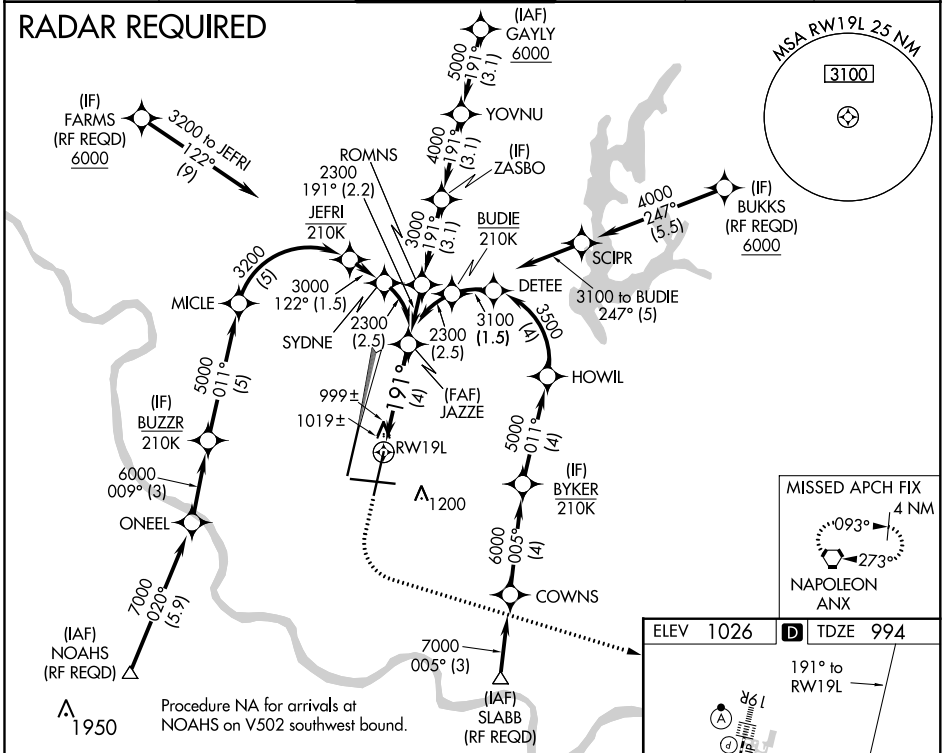 RADAR REQUIRED
(IAF)
GAYLY
6000
5000
191°
(3.1)
YOVNU
4000
191°
(3.1)
(IF)
ZASBO
3000
191°
(3.1)
MSA RW19L 25 NM
3100
(IF)
FARMS
(RF REQD)
6000
3200 to JEFRI
122°
(9)
ROMNS
2300
191° (2.2)
JEFRI
210K
BUDIE
210K
4000
247°
(5.5)
(IF)
BUKKS
(RF REQD)
6000
SCIPR
3100 to BUDIE
247° (5)
DETEE
3200
(5)
MICLE
3000
122° (1.5)
SYDNE
2300
(2.5)
2300
(2.5)
3100
(1.5)
3500
(4)
HOWIL
(FAF)
JAZZE
191°
(4)
999±
1019±
RW19L
1200
5000
011°
(5)
(IF)
BUZZR
210K
6000
009° (3)
ONEEL
7000
020°
(5.9)
(IAF)
NOAHS
(RF REQD)
1950
Procedure NA for arrivals at
NOAHS on V502 southwest bound.
5000
011°
(4)
(IF)
BYKER
210K
6000
005°
(4)
COWNS
7000
005° (3)
(IAF)
SLABB
(RF REQD)
MISSED APCH FIX
4 NM
093°
273°
NAPOLEON
ANX
ELEV 1026
D
TDZE 994
191° to
RW19L
19R
A
P